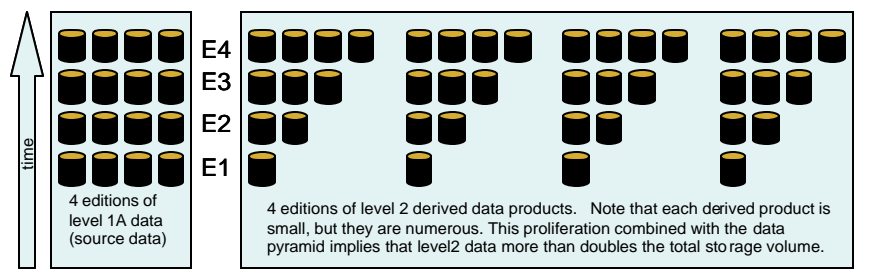 time
E4
E3
E2
E1
4 editions of
level 1A data
(source data)
4 editions of level 2 derived data products.   Note that each derived product is
small, but they are numerous. This proliferation combined with the data
pyramid implies that level2 data more than doubles the total storage volume.